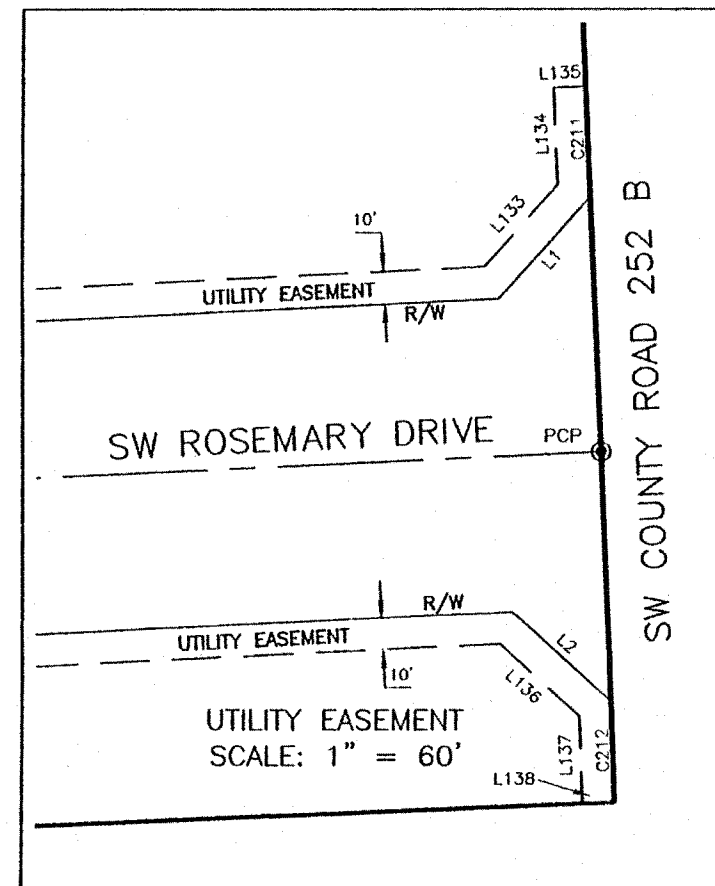 L135
L134
C211
L133
L1
10'
UTILITY EASEMENT
R/W
SW ROSEMARY DRIVE
PCP
SW COUNTY ROAD 252 B
R/W
UTILITY EASEMENT
L2
10'
L136
UTILITY EASEMENT
SCALE: 1" = 60'
L137
C212
L138